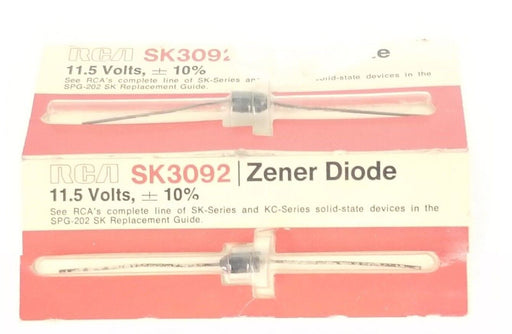 RCA SK3092
11.5 Volts, ± 10%
See RCA's complete line of SK-Series and solid-state devices in the
SPG-202 SK Replacement Guide.
RCA SK3092 | Zener Diode
11.5 Volts, ± 10%
See RCA's complete line of SK-Series and KC-Series solid-state devices in the
SPG-202 SK Replacement Guide.